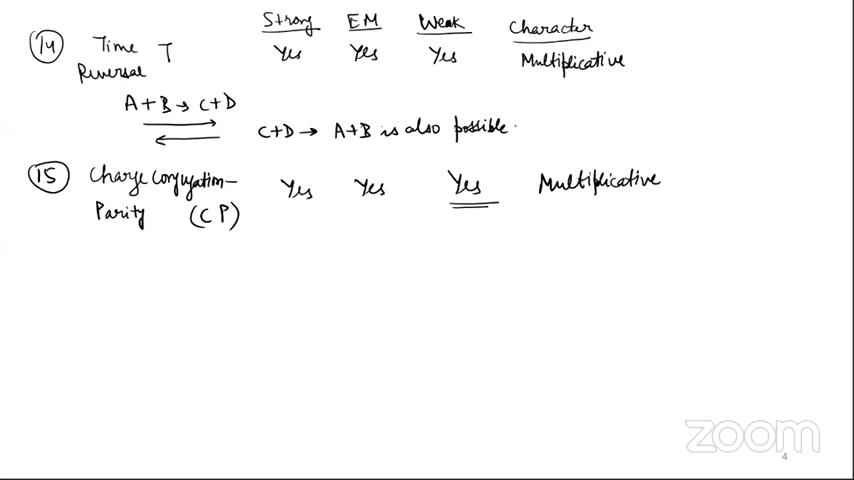 Strong EM Weak Character
14 Time Reversal T Yes Yes Yes Multiplicative
A+B → C+D
C+D → A+B is also possible.
15 Charge Conjugation- Yes Yes Yes Multiplicative
Parity (CP)
zoom
4